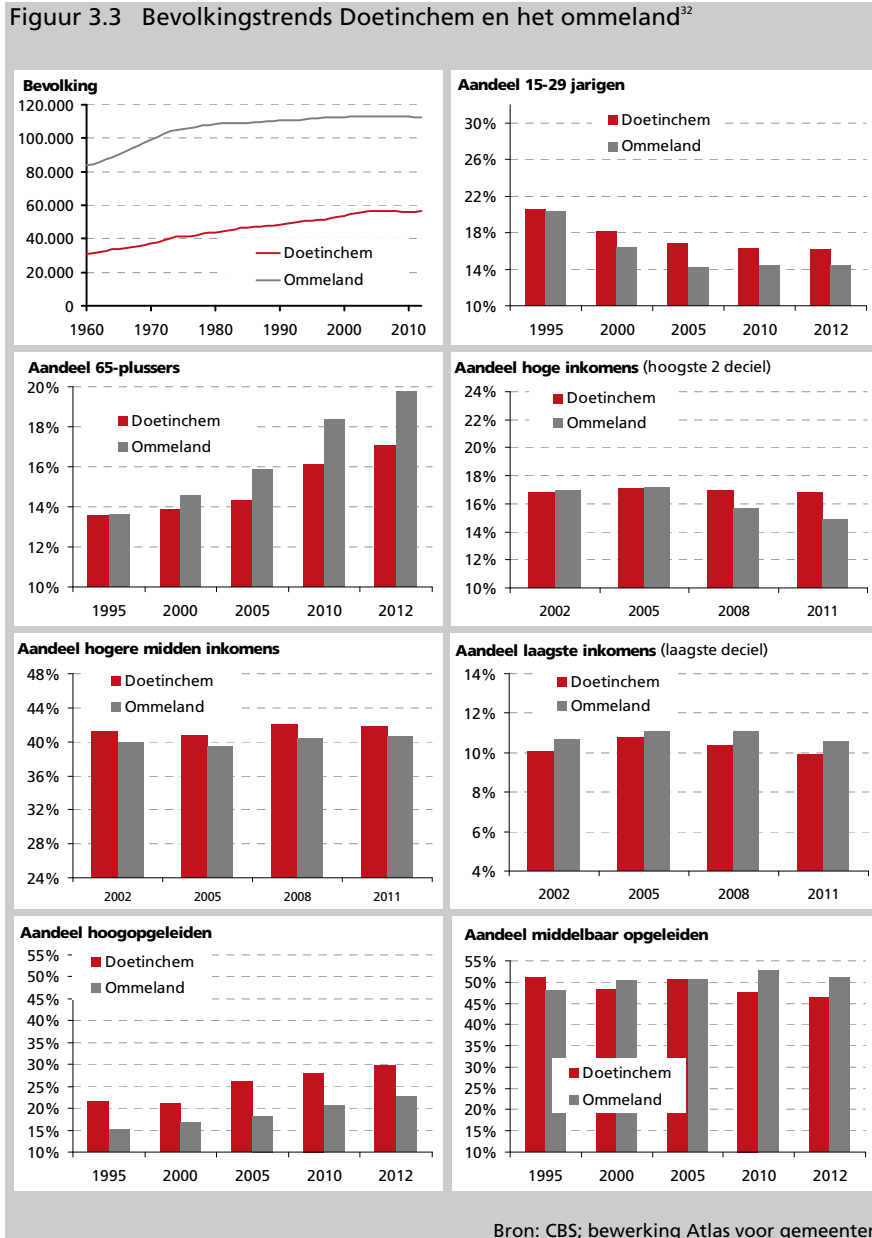 Figuur 3.3 Bevolkingstrends Doetinchem en het ommeland³²
Bevolking
120.000
100.000
80.000
60.000
40.000
20.000
0
Doetinchem
Ommeland
1960 1970 1980 1990 2000 2010
Aandeel 15-29 jarigen
30%
26%
22%
18%
14%
10%
Doetinchem
Ommeland
1995 2000 2005 2010 2012
Aandeel 65-plussers
20%
18%
16%
14%
12%
10%
Doetinchem
Ommeland
1995 2000 2005 2010 2012
Aandeel hoge inkomens (hoogste 2 deciel)
24%
22%
20%
18%
16%
14%
12%
10%
Doetinchem
Ommeland
2002 2005 2008 2011
Aandeel hogere midden inkomens
48%
44%
40%
36%
32%
28%
24%
Doetinchem
Ommeland
2002 2005 2008 2011
Aandeel laagste inkomens (laagste deciel)
14%
12%
10%
8%
6%
4%
Doetinchem
Ommeland
2002 2005 2008 2011
Aandeel hoogopgeleiden
55%
50%
45%
40%
35%
30%
25%
20%
15%
10%
Doetinchem
Ommeland
1995 2000 2005 2010 2012
Aandeel middelbaar opgeleiden
55%
50%
45%
40%
35%
30%
25%
20%
15%
10%
Doetinchem
Ommeland
1995 2000 2005 2010 2012
Bron: CBS; bewerking Atlas voor gemeenten